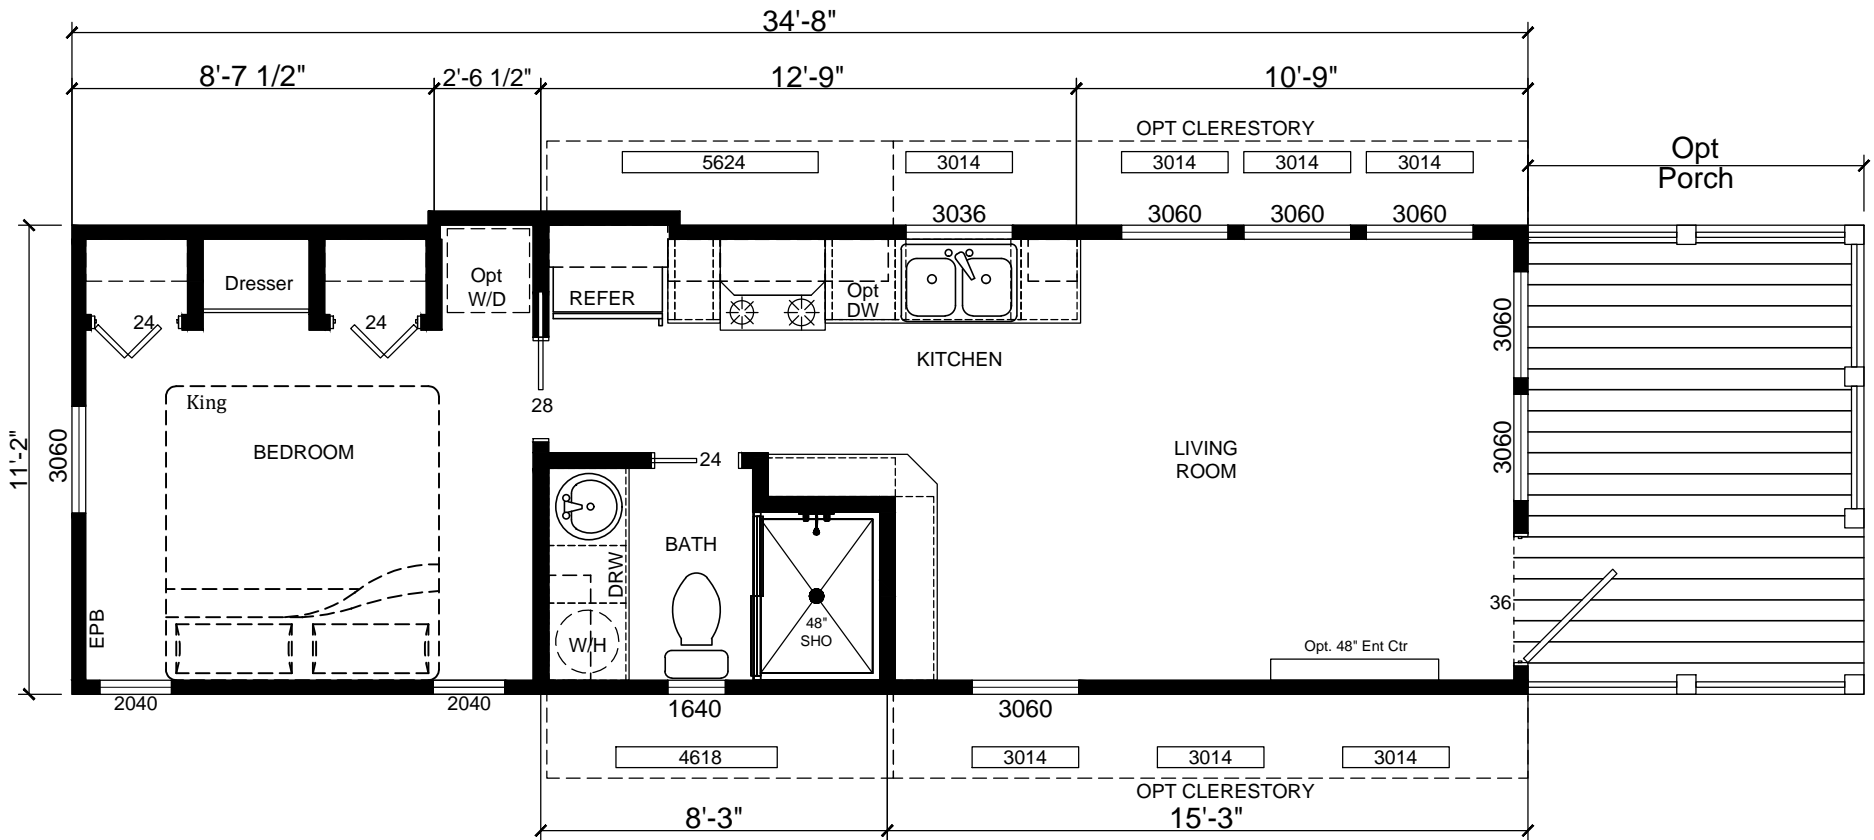 34'-8"
8'-7 1/2"
2'-6 1/2"
12'-9"
10'-9"
OPT CLERESTORY
5624
3014
3014
3014
3014
Opt
Porch
3036
3060
3060
3060
Dresser
Opt
W/D
REFER
Opt
DW
24
24
3060
KITCHEN
King
28
11'-2"
3060
BEDROOM
24
LIVING
ROOM
3060
BATH
DRW
EPB
W/H
48"
SHO
36
Opt. 48" Ent Ctr
2040
2040
1640
3060
4618
3014
3014
3014
OPT CLERESTORY
8'-3"
15'-3"